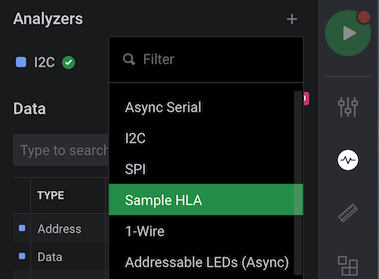 Analyzers
+
I2C
Filter
Async Serial
I2C
SPI
Sample HLA
1-Wire
Addressable LEDs (Async)
Data
Type to search
TYPE
Address
Data